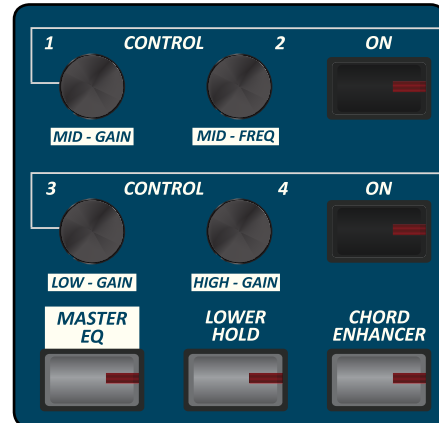 1 CONTROL 2 ON
MID - GAIN MID - FREQ
3 CONTROL 4 ON
LOW - GAIN HIGH - GAIN
MASTER EQ
LOWER HOLD
CHORD ENHANCER